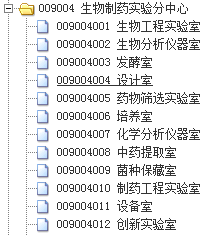 009004 生物制药实验分中心
009004001 生物工程实验室
009004002 生物分析仪器室
009004003 发酵室
009004004 设计室
009004005 药物筛选实验室
009004006 培养室
009004007 化学分析仪器室
009004008 中药提取室
009004009 菌种保藏室
009004010 制药工程实验室
009004011 设备室
009004012 创新实验室